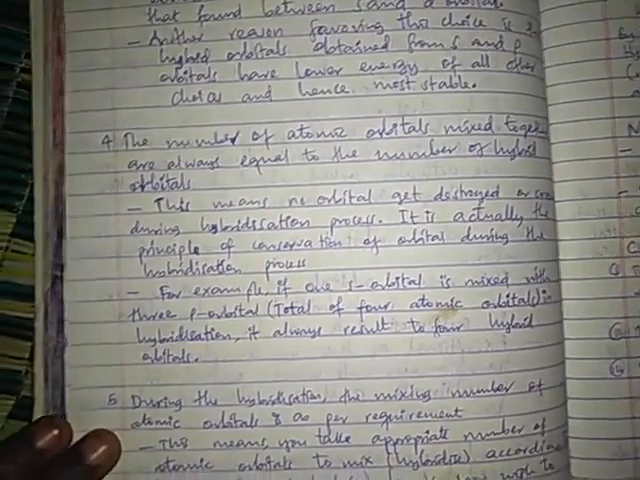 that found between s and
- Another reason favoring this choice is
hybrid orbitals obtained from s and p
orbitals have lower energy of all other
choices and hence most stable.
4 The number of atomic orbitals mixed toge
are always equal to the number of hybrid
orbitals
- This means no orbital get destroyed or cre
during hybridisation process. It is actually the
principle of conservation of orbital during the
hybridisation process
- For example, if one s-orbital is mixed with
three p-orbital (Total of four atomic orbitals) in
hybridisation, it always result to four hybrid
orbitals.
5 During the hybridisation, the mixing number of
atomic orbitals is as per requirement
- This means you take appropriate number of
atomic orbitals to mix (hybridize) according